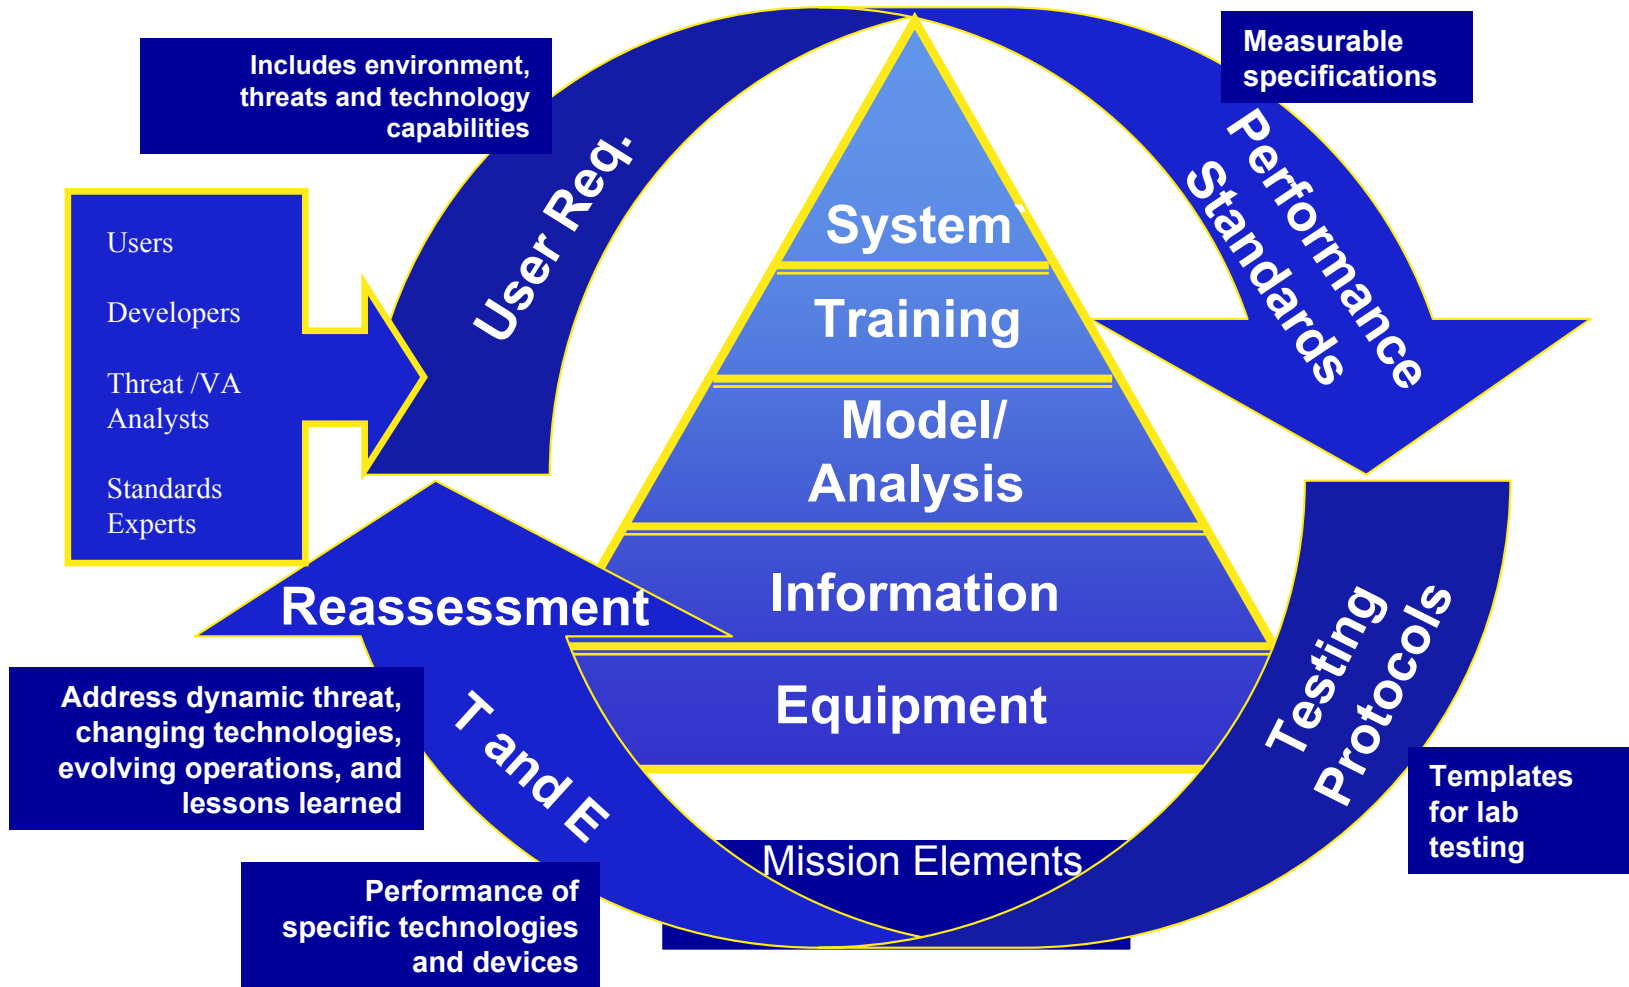 Includes environment,
threats and technology
capabilities
Measurable
specifications
User Req.
Performance
Standards
Users
Developers
Threat /VA
Analysts
Standards
Experts
System`
Training
Model/
Analysis
Information
Equipment
Reassessment
T and E
Testing
Protocols
Address dynamic threat,
changing technologies,
evolving operations, and
lessons learned
Templates
for lab
testing
Mission Elements
Performance of
specific technologies
and devices